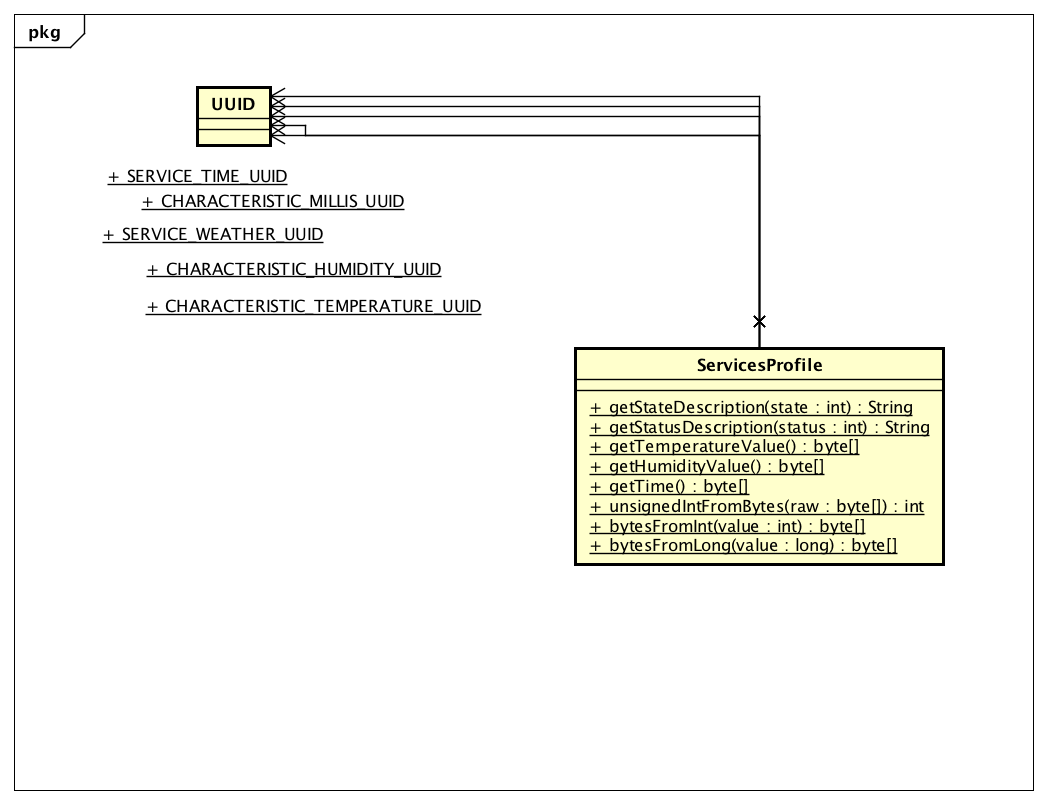 pkg
UUID
+ SERVICE_TIME_UUID
+ CHARACTERISTIC_MILLIS_UUID
+ SERVICE_WEATHER_UUID
+ CHARACTERISTIC_HUMIDITY_UUID
+ CHARACTERISTIC_TEMPERATURE_UUID
ServicesProfile
+ getStateDescription(state : int) : String
+ getStatusDescription(status : int) : String
+ getTemperatureValue() : byte[]
+ getHumidityValue() : byte[]
+ getTime() : byte[]
+ unsignedIntFromBytes(raw : byte[]) : int
+ bytesFromInt(value : int) : byte[]
+ bytesFromLong(value : long) : byte[]